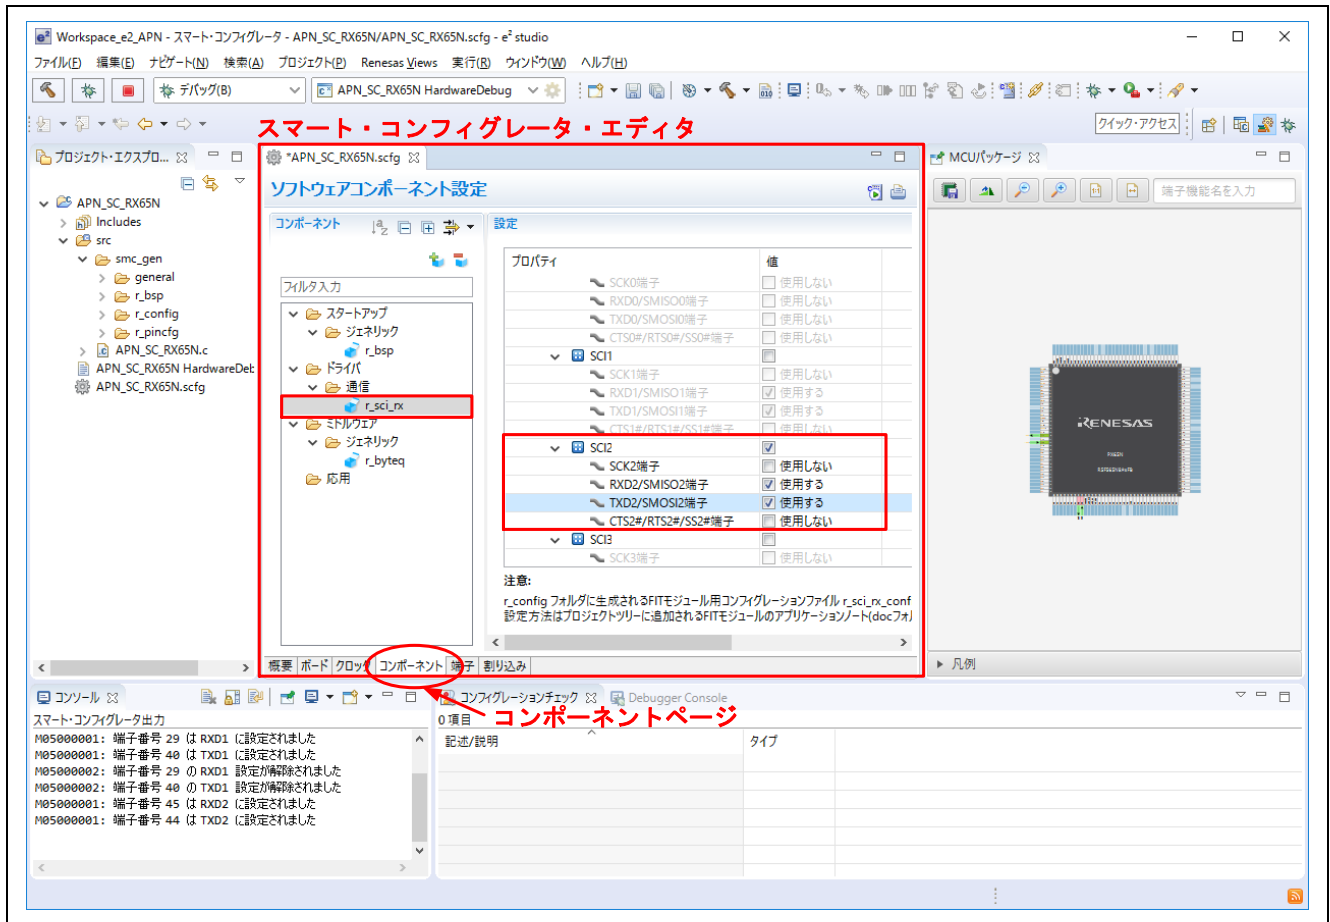 Workspace_e2_APN - スマート・コンフィグレータ - APN_SC_RX65N/APN_SC_RX65N.scfg - e² studio
ファイル(F) 編集(E) ナビゲート(N) 検索(A) プロジェクト(P) Renesas Views 実行(R) ウインドウ(W) ヘルプ(H)
デバッグ(B) APN_SC_RX65N HardwareDebug
スマート・コンフィグレータ・エディタ
クイック・アクセス
プロジェクト・エクスプロ...
APN_SC_RX65N
Includes
src
smc_gen
general
r_bsp
r_config
r_pincfg
APN_SC_RX65N.c
APN_SC_RX65N HardwareDet
APN_SC_RX65N.scfg
*APN_SC_RX65N.scfg
ソフトウェアコンポーネント設定
コンポーネント
フィルタ入力
スタートアップ
ジェネリック
r_bsp
ドライバ
通信
r_sci_rx
ミドルウェア
ジェネリック
r_byteq
応用
設定
プロパティ 値
SCK0端子 使用しない
RXD0/SMISO0端子 使用しない
TXD0/SMOSI0端子 使用しない
CTS0#/RTS0#/SS0#端子 使用しない
SCI1
SCK1端子 使用しない
RXD1/SMISO1端子 使用する
TXD1/SMOSI1端子 使用する
CTS1#/RTS1#/SS1#端子 使用しない
SCI2
SCK2端子 使用しない
RXD2/SMISO2端子 使用する
TXD2/SMOSI2端子 使用する
CTS2#/RTS2#/SS2#端子 使用しない
SCI3
SCK3端子 使用しない
注意:
r_config フォルダに生成されるFITモジュール用コンフィグレーションファイル r_sci_rx_conf
設定方法はプロジェクトツリーに追加されるFITモジュールのアプリケーションノート(docフォル
概要 ボード クロック コンポーネント 端子 割り込み
MCUパッケージ
端子機能名を入力
RENESAS
凡例
コンソール
スマート・コンフィグレータ出力
M05000001: 端子番号 29 は RXD1 に設定されました
M05000001: 端子番号 40 は TXD1 に設定されました
M05000002: 端子番号 29 の RXD1 設定が解除されました
M05000002: 端子番号 40 の TXD1 設定が解除されました
M05000001: 端子番号 45 は RXD2 に設定されました
M05000001: 端子番号 44 は TXD2 に設定されました
コンフィグレーションチェック Debugger Console
コンポーネントページ
0 項目
記述/説明 タイプ